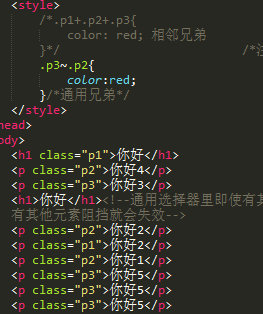 <style>
/*.p1+.p2+.p3{
color: red; 相邻兄弟
}*/ /*注
.p3~.p2{
color:red;
}/*通用兄弟*/
</style>
head>
ody>
<h1 class="p1">你好</h1>
<p class="p2">你好4</p>
<p class="p3">你好3</p>
<h1>你好</h1><!--通用选择器里即使有其
有其他元素阻挡就会失效-->
<p class="p2">你好2</p>
<p class="p1">你好2</p>
<p class="p2">你好1</p>
<p class="p3">你好5</p>
<p class="p3">你好5</p>
<p class="p3">你好5</p>